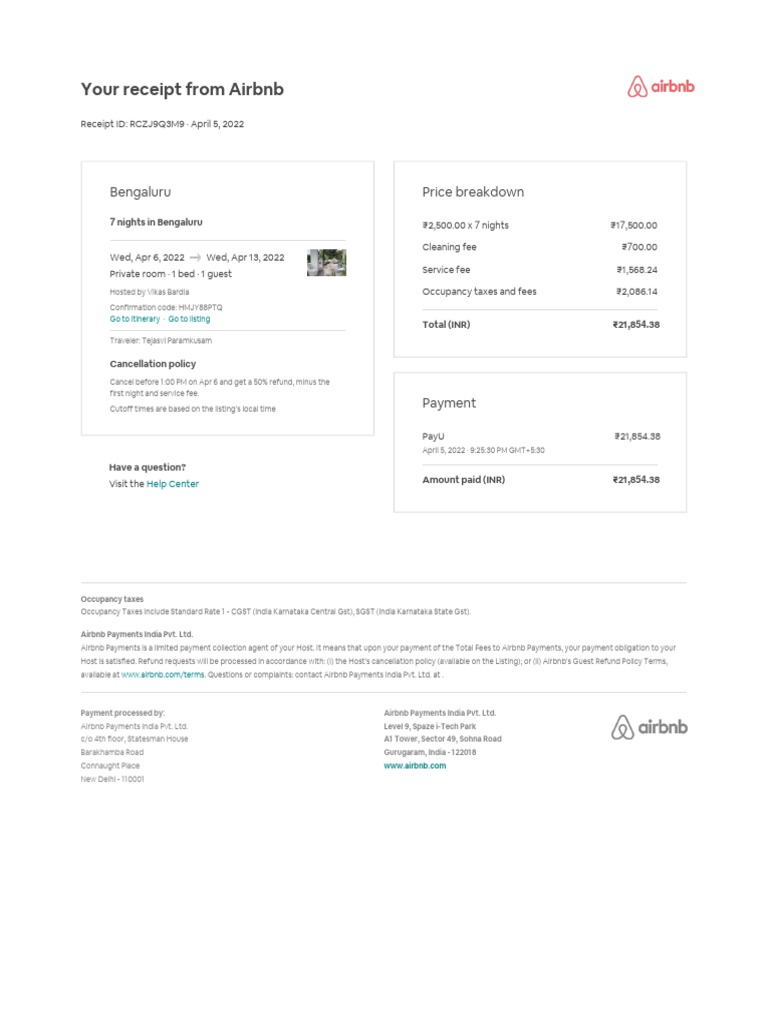 Your receipt from Airbnb
airbnb
Receipt ID: RCZJ9Q3M9 · April 5, 2022
Bengaluru
7 nights in Bengaluru
Wed, Apr 6, 2022 → Wed, Apr 13, 2022
Private room · 1 bed · 1 guest
Hosted by Vikas Bardia
Confirmation code: HMJY88PTQ
Go to itinerary · Go to listing
Traveler: Tejasvi Paramkusam
Cancellation policy
Cancel before 1:00 PM on Apr 6 and get a 50% refund, minus the
first night and service fee.
Cutoff times are based on the listing's local time
Have a question?
Visit the Help Center
Price breakdown
₹2,500.00 x 7 nights ₹17,500.00
Cleaning fee ₹700.00
Service fee ₹1,568.24
Occupancy taxes and fees ₹2,086.14
Total (INR) ₹21,854.38
Payment
PayU ₹21,854.38
April 5, 2022 · 9:25:30 PM GMT+5:30
Amount paid (INR) ₹21,854.38
Occupancy taxes
Occupancy Taxes include Standard Rate 1 - CGST (India Karnataka Central Gst), SGST (India Karnataka State Gst).
Airbnb Payments India Pvt. Ltd.
Airbnb Payments is a limited payment collection agent of your Host. It means that upon your payment of the Total Fees to Airbnb Payments, your payment obligation to your
Host is satisfied. Refund requests will be processed in accordance with: (i) the Host's cancellation policy (available on the Listing); or (ii) Airbnb's Guest Refund Policy Terms,
available at www.airbnb.com/terms. Questions or complaints: contact Airbnb Payments India Pvt. Ltd. at .
Payment processed by:
Airbnb Payments India Pvt. Ltd.
c/o 4th floor, Statesman House
Barakhamba Road
Connaught Place
New Delhi - 110001
Airbnb Payments India Pvt. Ltd.
Level 9, Spaze i-Tech Park
A1 Tower, Sector 49, Sohna Road
Gurugaram, India - 122018
www.airbnb.com
airbnb